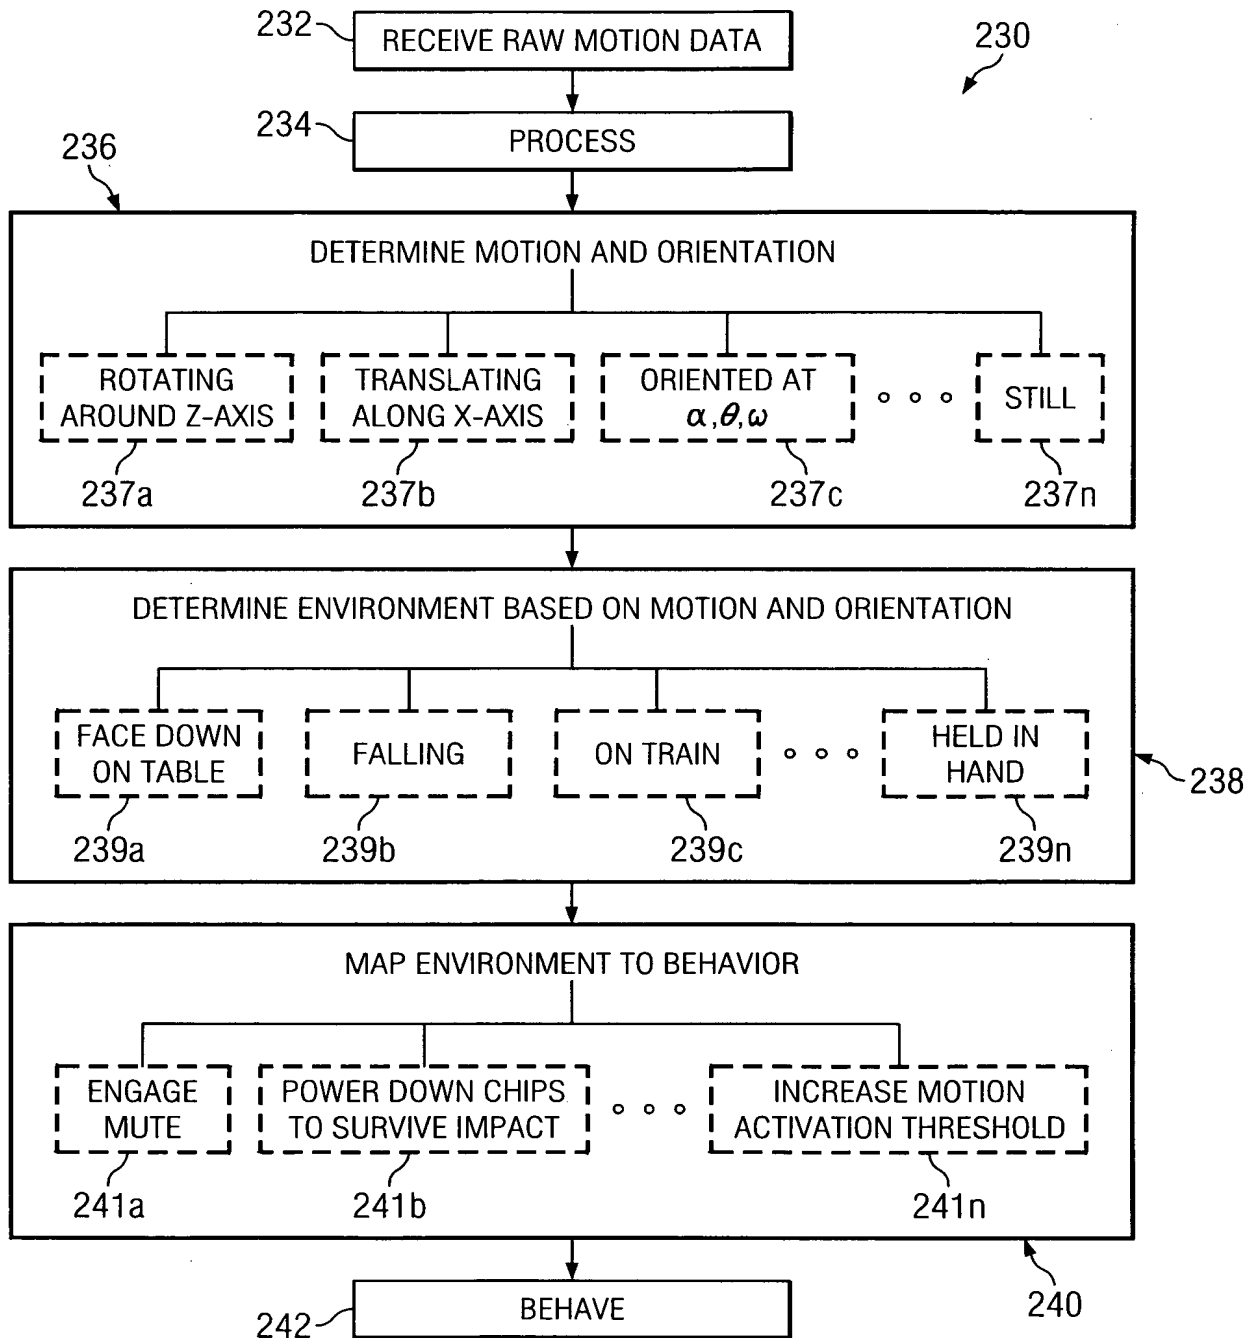 232
RECEIVE RAW MOTION DATA
230
234
PROCESS
236
DETERMINE MOTION AND ORIENTATION
ROTATING
AROUND Z-AXIS
TRANSLATING
ALONG X-AXIS
ORIENTED AT
α,θ,ω
STILL
237a
237b
237c
237n
DETERMINE ENVIRONMENT BASED ON MOTION AND ORIENTATION
FACE DOWN
ON TABLE
FALLING
ON TRAIN
HELD IN
HAND
238
239a
239b
239c
239n
MAP ENVIRONMENT TO BEHAVIOR
ENGAGE
MUTE
POWER DOWN CHIPS
TO SURVIVE IMPACT
INCREASE MOTION
ACTIVATION THRESHOLD
241a
241b
241n
240
242
BEHAVE